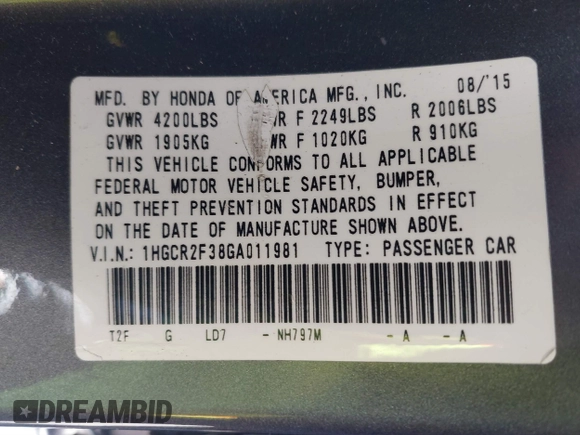 MFD. BY HONDA OF AMERICA MFG., INC. 08/'15
GVWR 4200LBS WR F 2249LBS R 2006LBS
GVWR 1905KG WR F 1020KG R 910KG
THIS VEHICLE CONFORMS TO ALL APPLICABLE
FEDERAL MOTOR VEHICLE SAFETY, BUMPER,
AND THEFT PREVENTION STANDARDS IN EFFECT
ON THE DATE OF MANUFACTURE SHOWN ABOVE.
V.I.N.: 1HGCR2F38GA011981 TYPE: PASSENGER CAR
T2F G LD7 - NH797M - A - A
DREAMBID